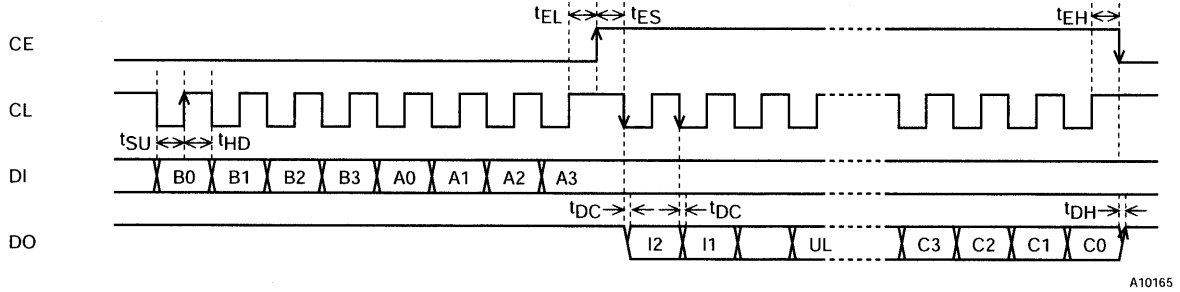 tEL tES tEH
CE
CL
tSU tHD
DI B0 B1 B2 B3 A0 A1 A2 A3
tDC tDC tDH
DO I2 I1 UL C3 C2 C1 C0
A10165